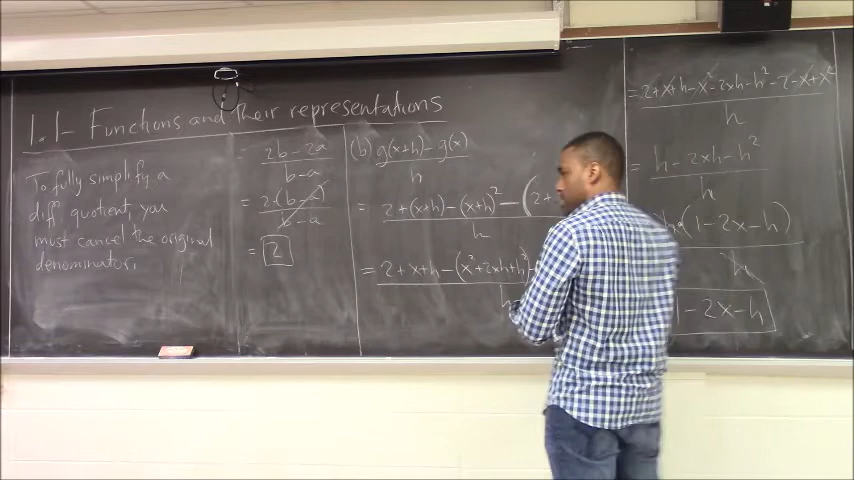 1.1- Functions and their representations
To fully simplify a
diff quotient, you
must cancel the original
denominator.
= 2b - 2a
b - a
= 2·(b-a)
b - a
= 2
(b) g(x+h) - g(x)
h
= 2+(x+h) - (x+h)² - (2+
h
= 2+x+h - (x²+2xh+h²) -
h
= 2+x+h-x²-2xh-h²-2-x+x²
h
= h - 2xh - h²
h
(1-2x-h)
h
1-2x-h